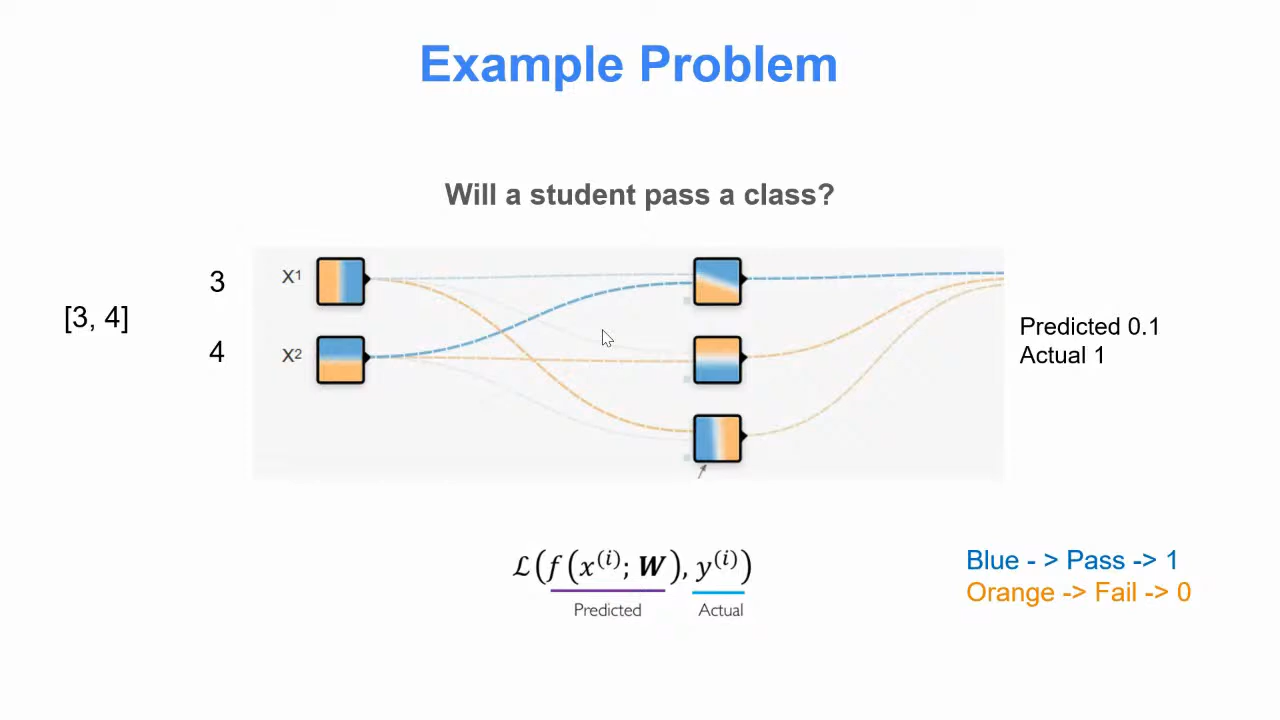 Example Problem
Will a student pass a class?
3
X1
[3, 4]
4
X2
Predicted 0.1
Actual 1
ℒ(f(x⁽ⁱ⁾; W), y⁽ⁱ⁾)
Predicted
Actual
Blue - > Pass -> 1
Orange -> Fail -> 0